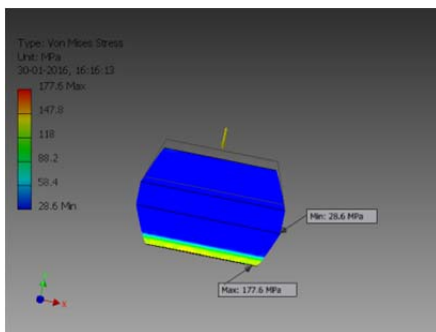 Type: Von Mises Stress
Unit: MPa
30-01-2016, 16:16:13
177.6 Max
147.8
118
88.2
58.4
28.6 Min
Min: 28.6 MPa
Max: 177.6 MPa
Y
X